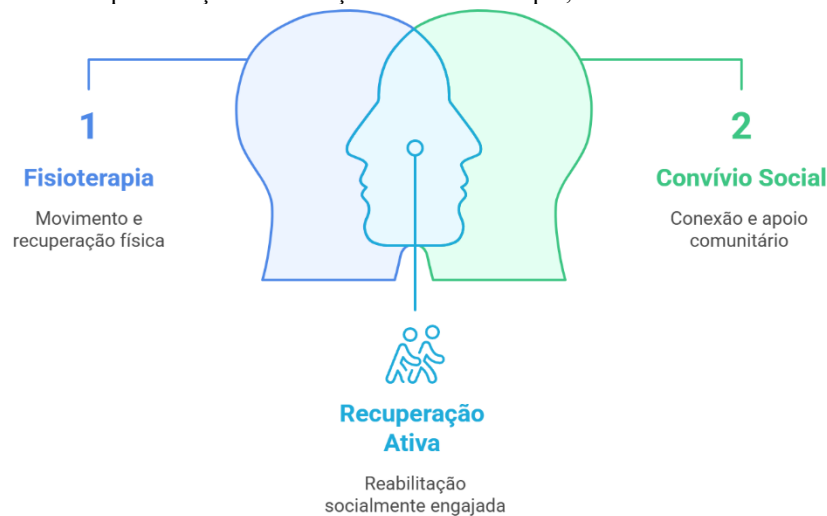 1
Fisioterapia
Movimento e
recuperação física
2
Convívio Social
Conexão e apoio
comunitário
Recuperação
Ativa
Reabilitação
socialmente engajada